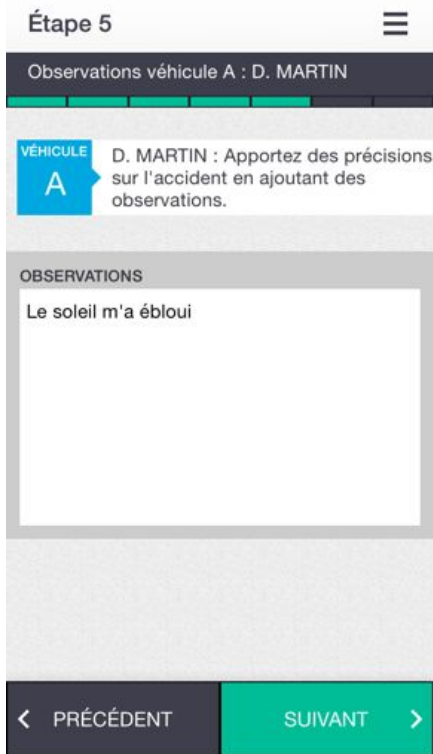 Étape 5
Observations véhicule A : D. MARTIN
VÉHICULE
A
D. MARTIN : Apportez des précisions
sur l'accident en ajoutant des
observations.
OBSERVATIONS
Le soleil m'a ébloui
PRÉCÉDENT
SUIVANT